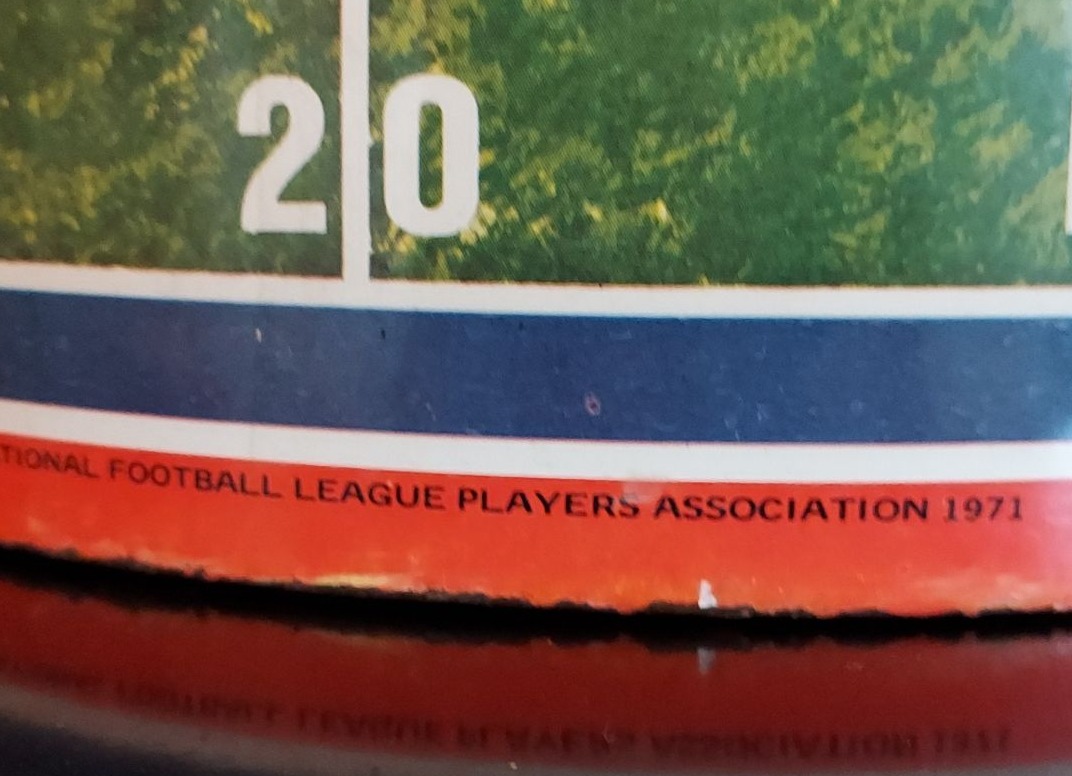 20
TIONAL FOOTBALL LEAGUE PLAYERS ASSOCIATION 1971